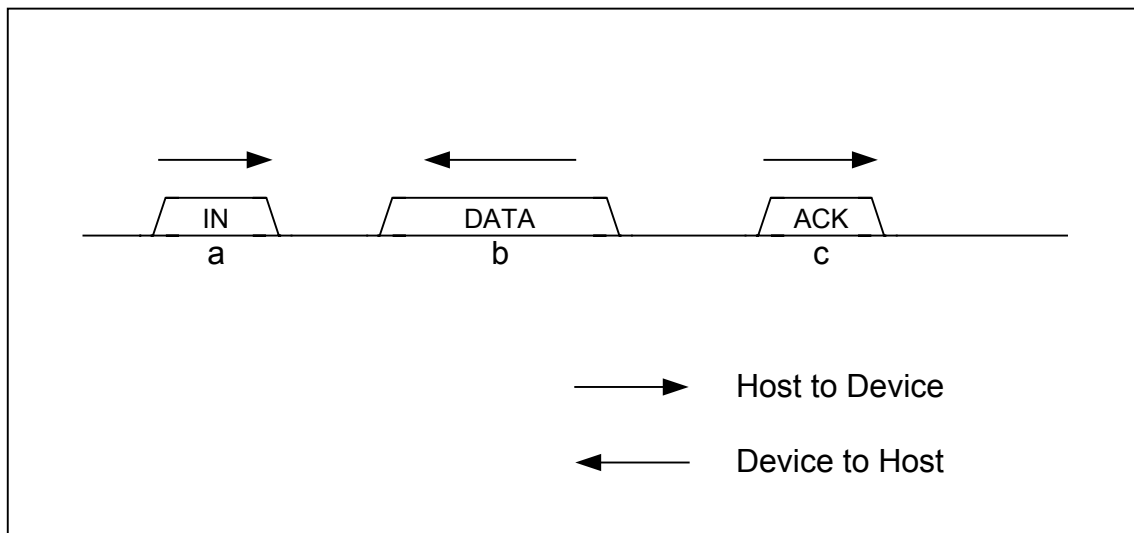 IN DATA ACK
a b c
Host to Device
Device to Host